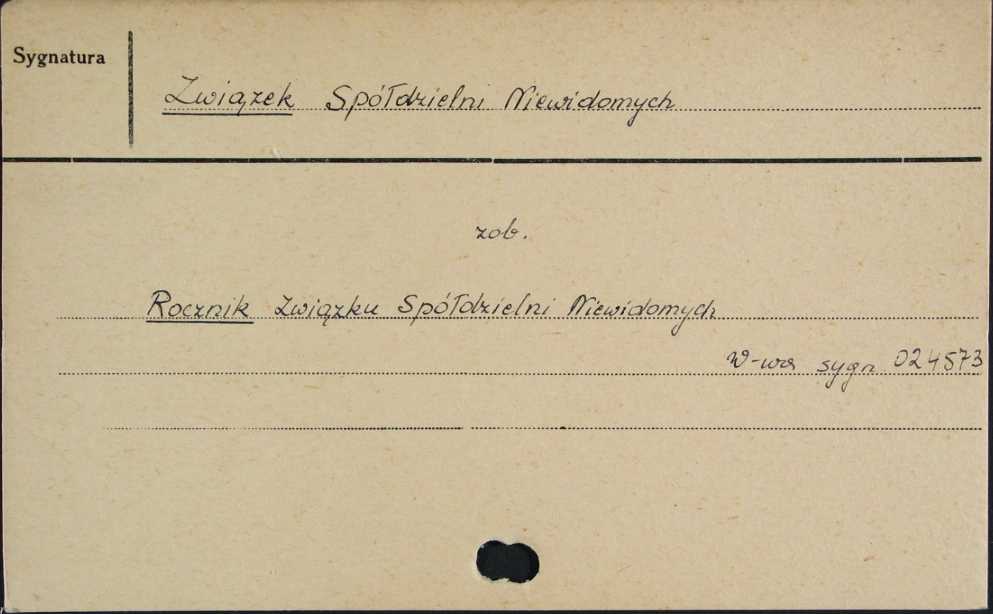 Sygnatura
Związek Spółdzielni Niewidomych
zob.
Rocznik Związku Spółdzielni Niewidomych
W-wa sygn 024573